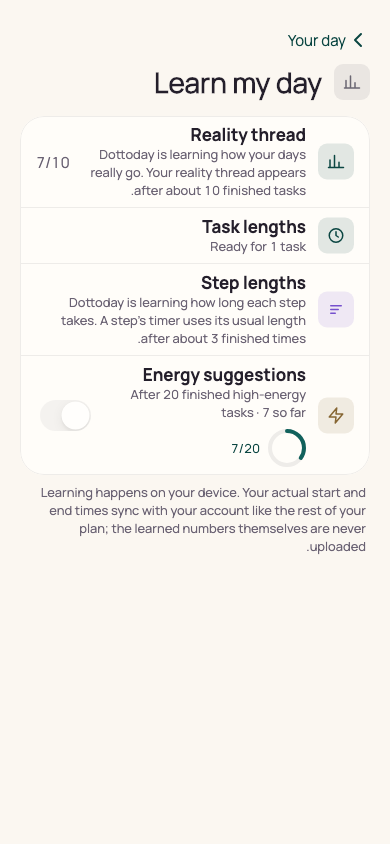 Your day
Learn my day
Reality thread
Dottoday is learning how your days
really go. Your reality thread appears
after about 10 finished tasks.
7/10
Task lengths
Ready for 1 task
Step lengths
Dottoday is learning how long each step
takes. A step's timer uses its usual length
after about 3 finished times.
Energy suggestions
After 20 finished high-energy
tasks · 7 so far
7/20
Learning happens on your device. Your actual start and
end times sync with your account like the rest of your
plan; the learned numbers themselves are never
uploaded.